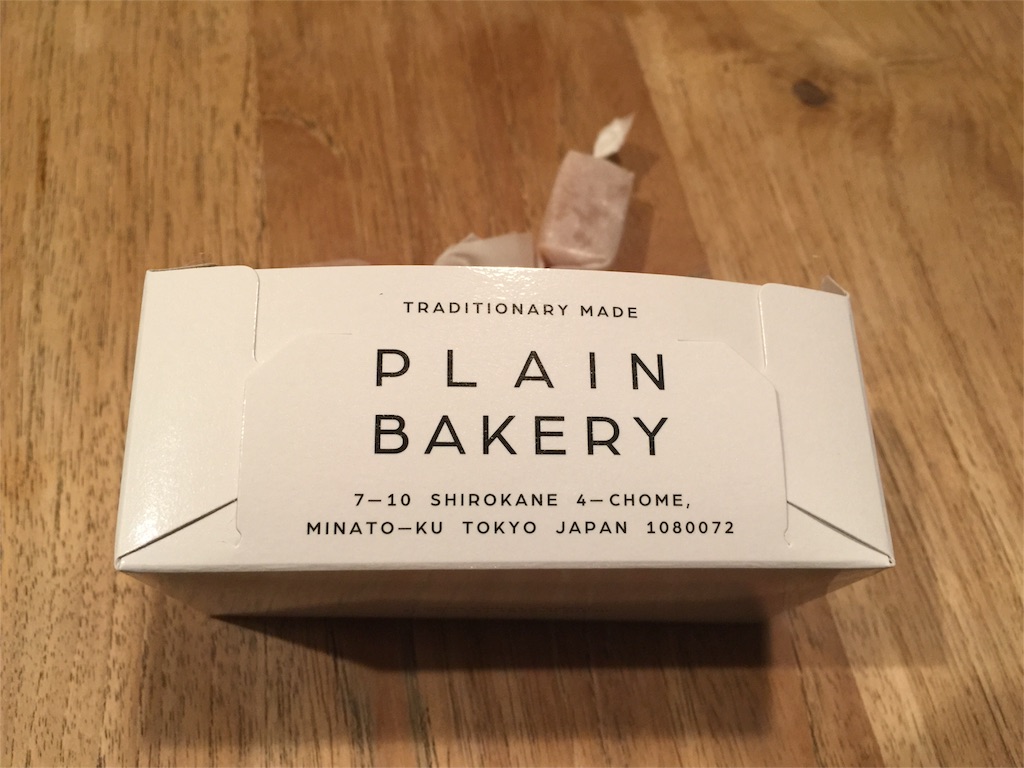 TRADITIONARY MADE
PLAIN
BAKERY
7–10 SHIROKANE 4–CHOME,
MINATO–KU TOKYO JAPAN 1080072